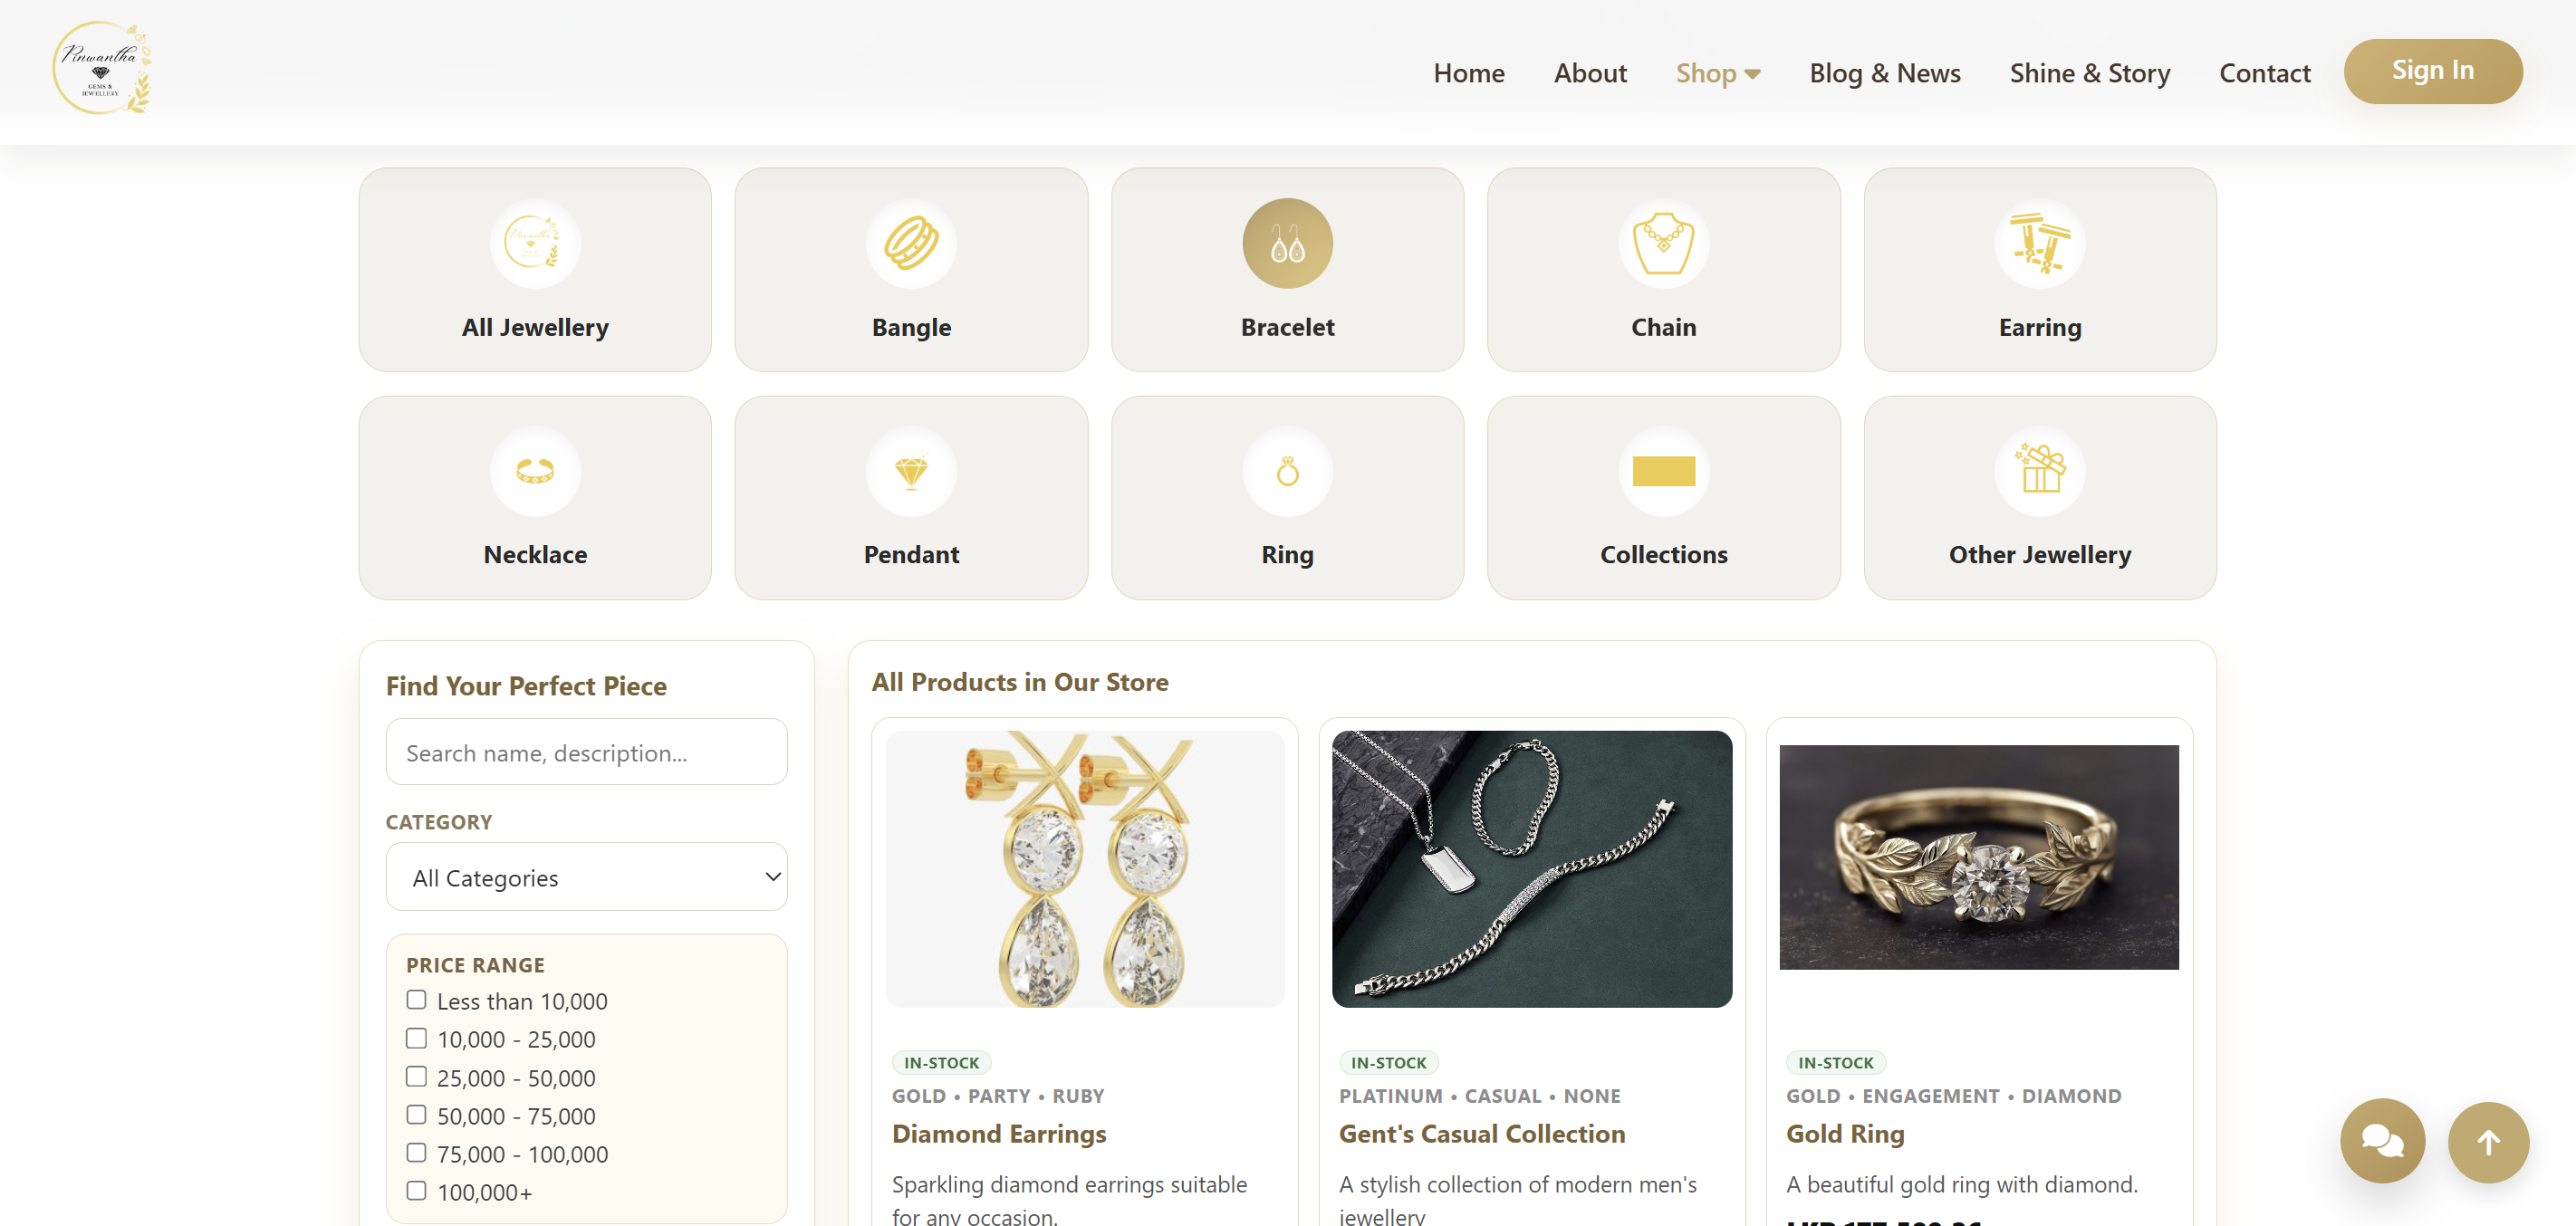 Pinwantha
GEMS &
JEWELLERY
Home
About
Shop
Blog & News
Shine & Story
Contact
Sign In
All Jewellery
Bangle
Bracelet
Chain
Earring
Necklace
Pendant
Ring
Collections
Other Jewellery
Find Your Perfect Piece
Search name, description...
CATEGORY
All Categories
PRICE RANGE
Less than 10,000
10,000 - 25,000
25,000 - 50,000
50,000 - 75,000
75,000 - 100,000
100,000+
All Products in Our Store
IN-STOCK
GOLD • PARTY • RUBY
Diamond Earrings
Sparkling diamond earrings suitable
for any occasion.
IN-STOCK
PLATINUM • CASUAL • NONE
Gent's Casual Collection
A stylish collection of modern men's
jewellery
IN-STOCK
GOLD • ENGAGEMENT • DIAMOND
Gold Ring
A beautiful gold ring with diamond.